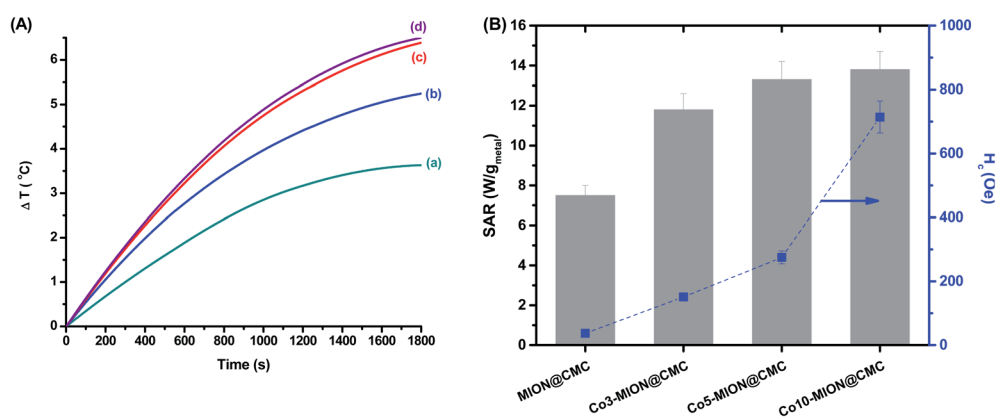 (A)
Δ T ( °C)
6
5
4
3
2
1
0
(d)
(c)
(b)
(a)
0 200 400 600 800 1000 1200 1400 1600 1800
Time (s)
(B)
SAR (W/gmetal)
16
14
12
10
8
6
4
2
0
1000
800
600
400
200
0
Hc (Oe)
MION@CMC
Co3-MION@CMC
Co5-MION@CMC
Co10-MION@CMC